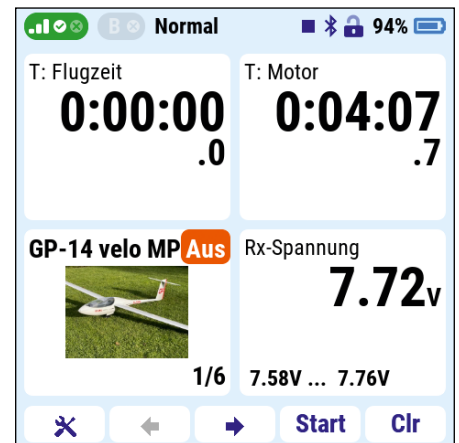 B Normal 94%
T: Flugzeit
0:00:00
.0
T: Motor
0:04:07
.7
GP-14 velo MP Aus
1/6
Rx-Spannung
7.72V
7.58V ... 7.76V
Start Clr